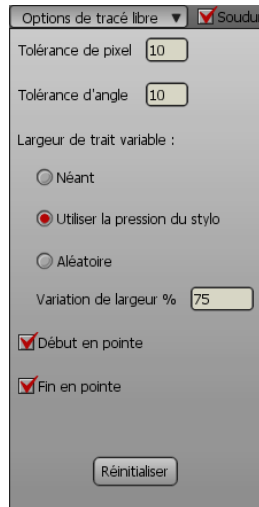 Options de tracé libre
Tolérance de pixel 10
Tolérance d'angle 10
Largeur de trait variable :
Néant
Utiliser la pression du stylo
Aléatoire
Variation de largeur % 75
Début en pointe
Fin en pointe
Réinitialiser